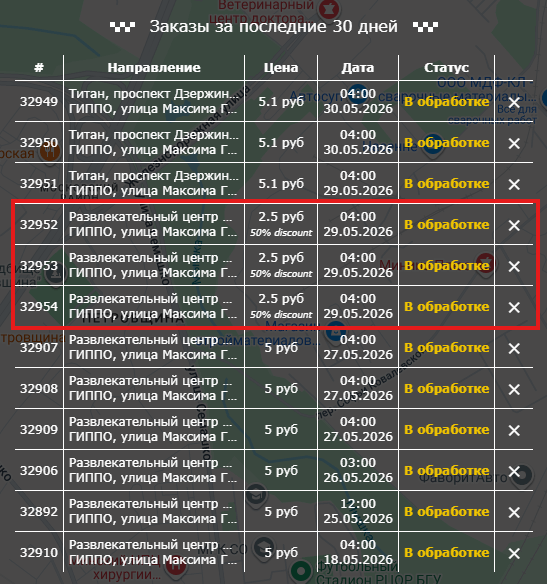 Ветеринарный
центр доктора
Заказы за последние 30 дней
# Направление Цена Дата Статус
32949 Титан, проспект Дзержин... ГИППО, улица Максима Г... 5.1 руб 04:00 30.05.2026 В обработке ×
32950 Титан, проспект Дзержин... ГИППО, улица Максима Г... 5.1 руб 04:00 30.05.2026 В обработке ×
32951 Титан, проспект Дзержин... ГИППО, улица Максима Г... 5.1 руб 04:00 29.05.2026 В обработке ×
32952 Развлекательный центр ... ГИППО, улица Максима Г... 2.5 руб 50% discount 04:00 29.05.2026 В обработке ×
32953 Развлекательный центр ... ГИППО, улица Максима Г... 2.5 руб 50% discount 04:00 29.05.2026 В обработке ×
32954 Развлекательный центр ... ГИППО, улица Максима Г... 2.5 руб 50% discount 04:00 29.05.2026 В обработке ×
ПЕТРОВЩИНА
32907 Развлекательный центр ... ГИППО, улица Максима Г... 5 руб 04:00 27.05.2026 В обработке ×
32908 Развлекательный центр ... ГИППО, улица Максима Г... 5 руб 04:00 27.05.2026 В обработке ×
32909 Развлекательный центр ... ГИППО, улица Максима Г... 5 руб 04:00 27.05.2026 В обработке ×
32906 Развлекательный центр ... ГИППО, улица Максима Г... 5 руб 03:00 26.05.2026 В обработке ×
ФаворитАвто
32892 Развлекательный центр ... ГИППО, улица Максима Г... 5 руб 12:00 25.05.2026 В обработке ×
32910 Развлекательный центр ... ГИППО, улица Максима Г... 5 руб 04:00 18.05.2026 В обработке ×
хирургии...
Футбольный
Стадион РЦОР БГУ